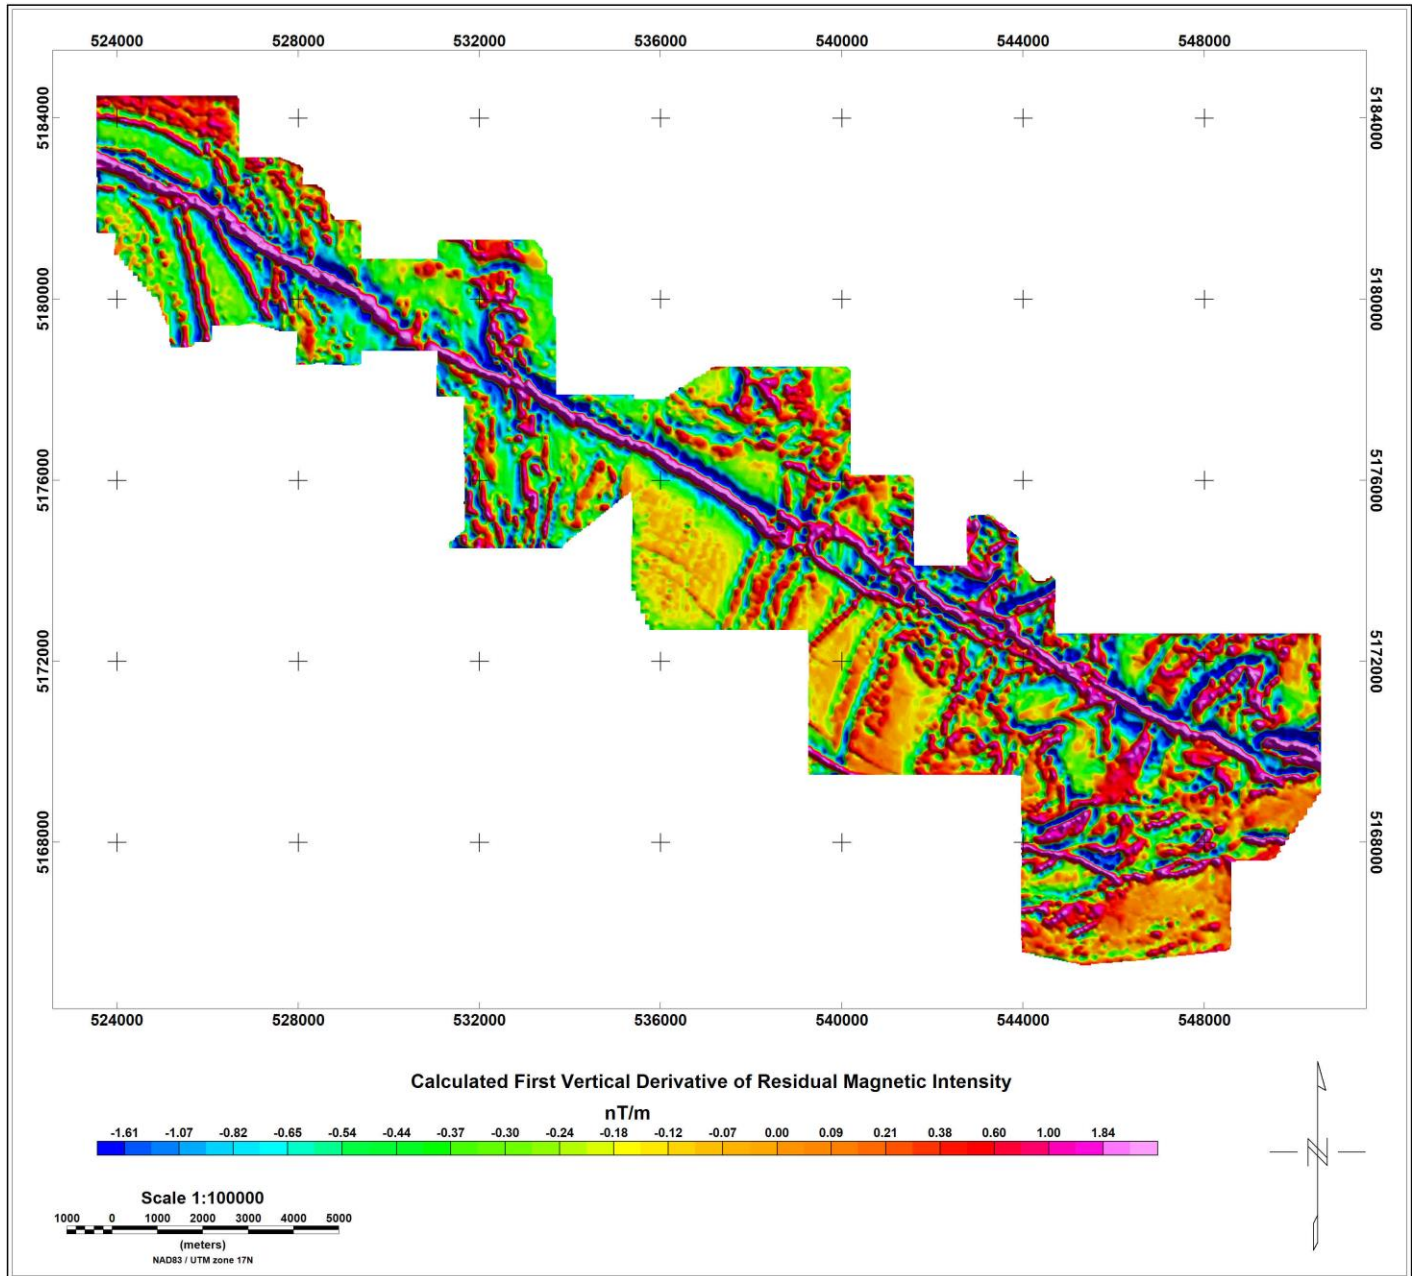 524000 528000 532000 536000 540000 544000 548000
5184000 5184000
5180000 5180000
5176000 5176000
5172000 5172000
5168000 5168000
524000 528000 532000 536000 540000 544000 548000
Calculated First Vertical Derivative of Residual Magnetic Intensity
nT/m
-1.61 -1.07 -0.82 -0.65 -0.54 -0.44 -0.37 -0.30 -0.24 -0.18 -0.12 -0.07 0.00 0.09 0.21 0.38 0.60 1.00 1.84
N
Scale 1:100000
1000 0 1000 2000 3000 4000 5000
(meters)
NAD83 / UTM zone 17N